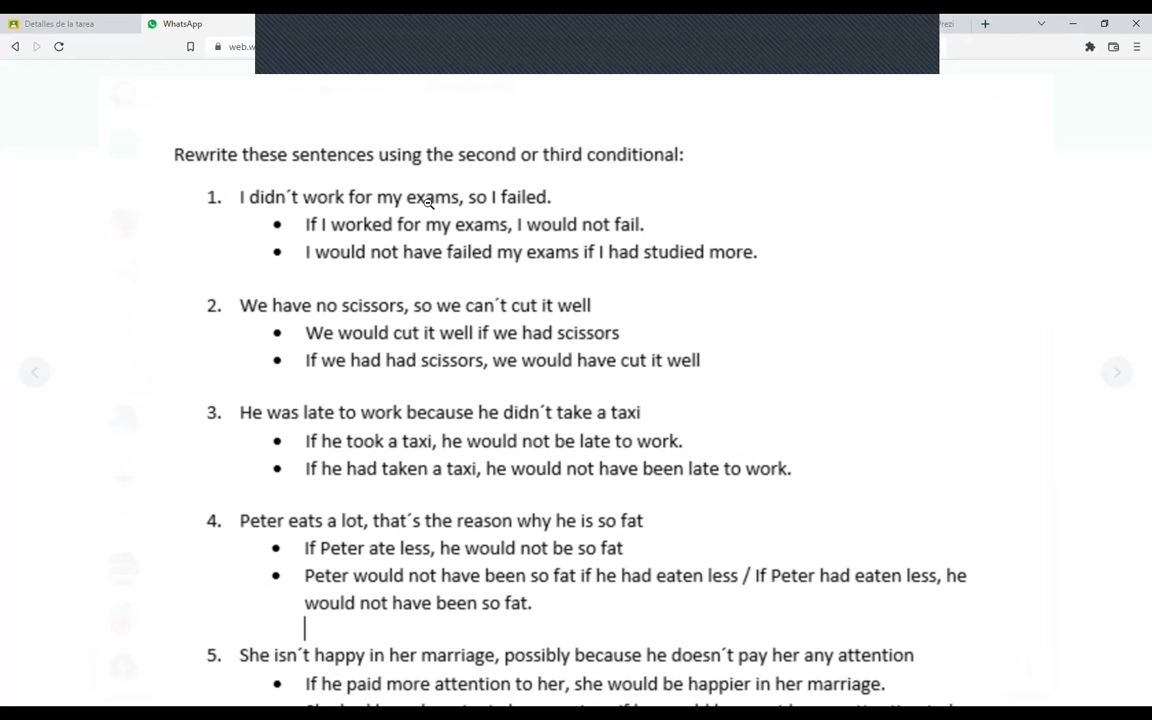 Detalles de la tarea
WhatsApp
rezi
web.w
Rewrite these sentences using the second or third conditional:
1. I didn´t work for my exams, so I failed.
• If I worked for my exams, I would not fail.
• I would not have failed my exams if I had studied more.
2. We have no scissors, so we can´t cut it well
• We would cut it well if we had scissors
• If we had had scissors, we would have cut it well
3. He was late to work because he didn´t take a taxi
• If he took a taxi, he would not be late to work.
• If he had taken a taxi, he would not have been late to work.
4. Peter eats a lot, that´s the reason why he is so fat
• If Peter ate less, he would not be so fat
• Peter would not have been so fat if he had eaten less / If Peter had eaten less, he
would not have been so fat.
5. She isn´t happy in her marriage, possibly because he doesn´t pay her any attention
• If he paid more attention to her, she would be happier in her marriage.